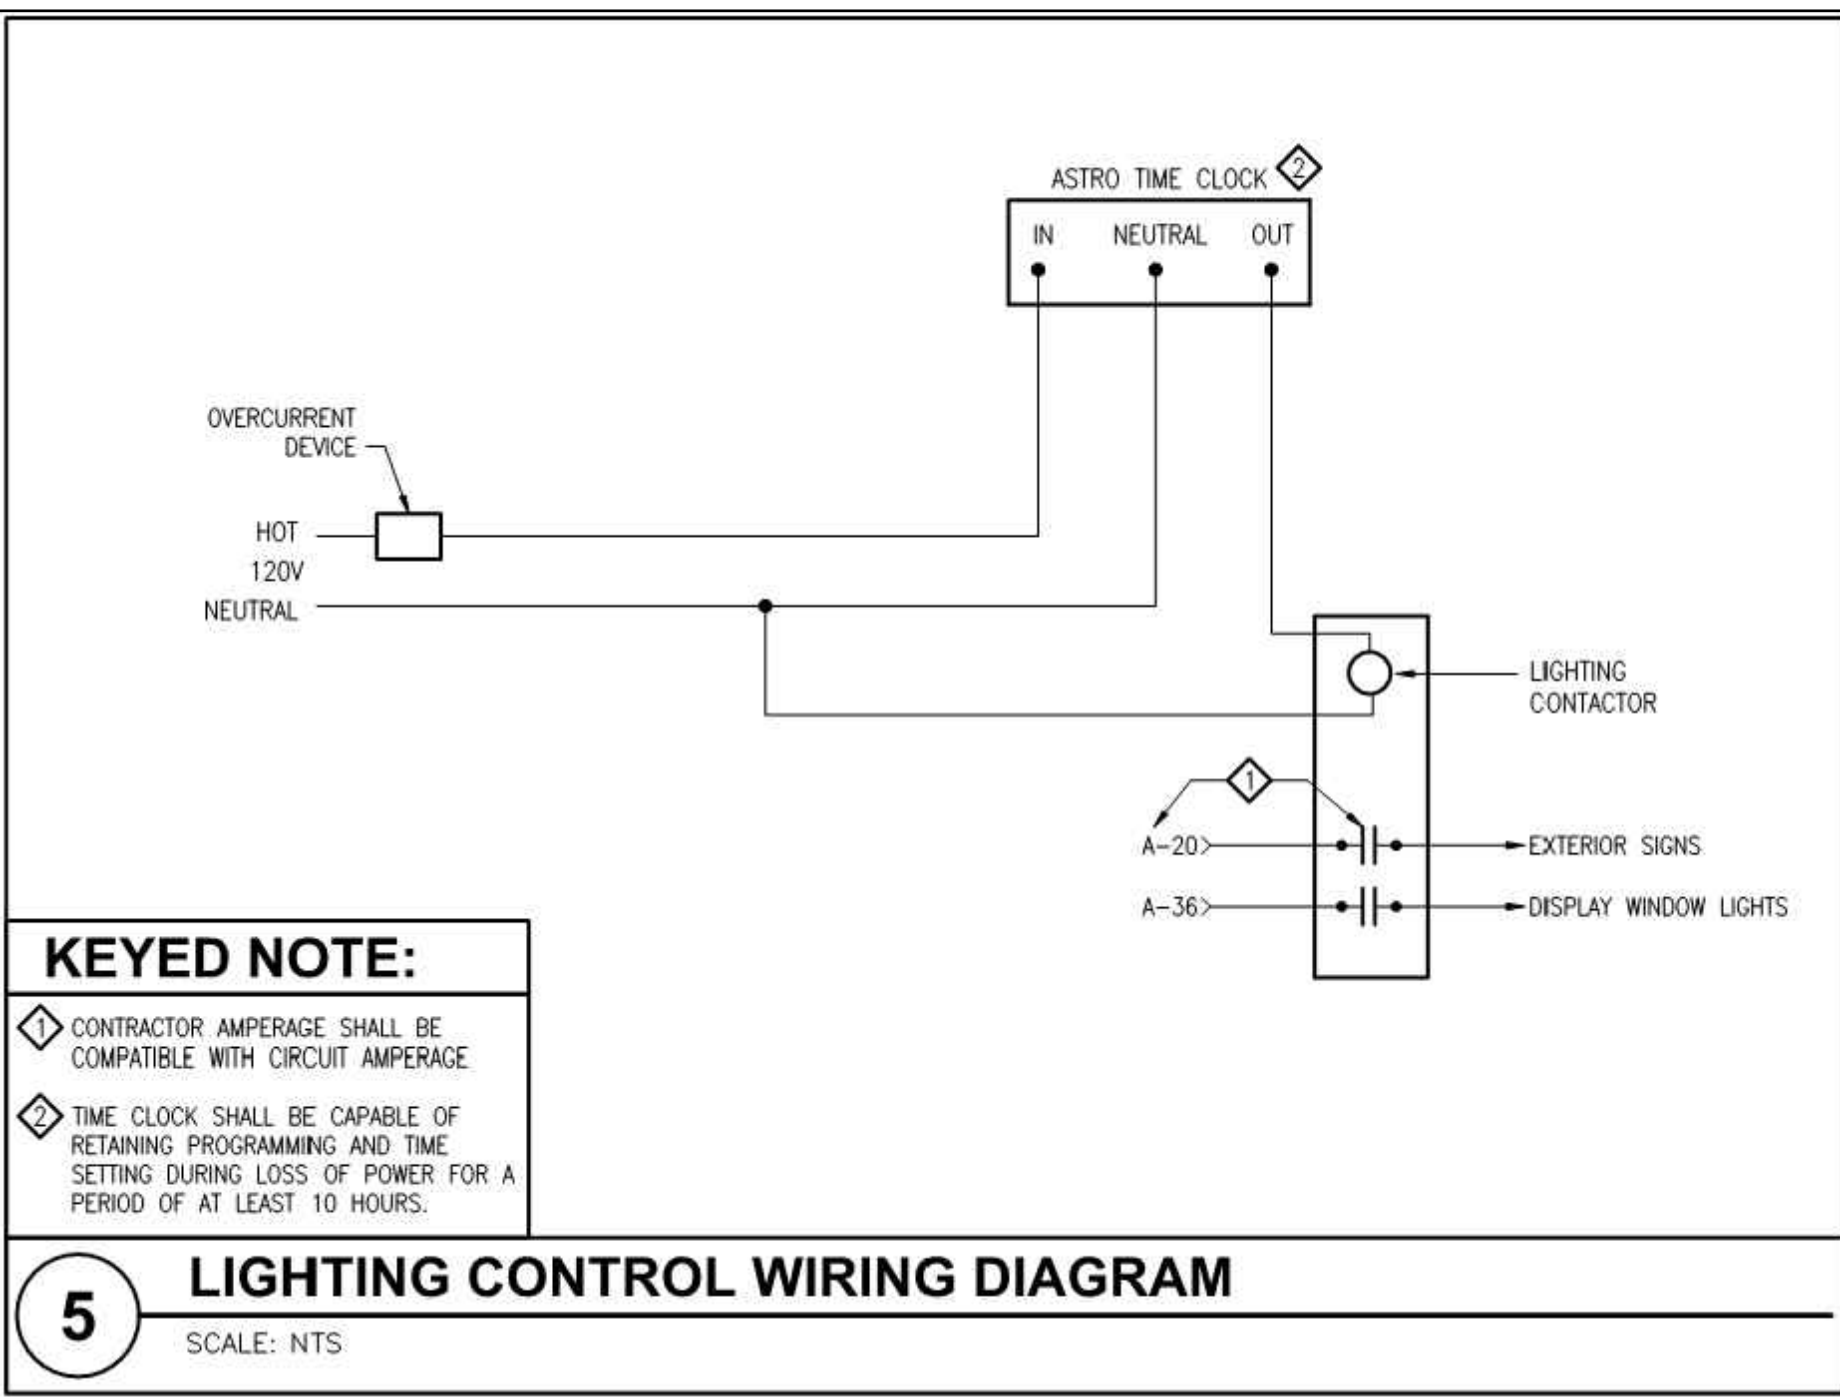 ASTRO TIME CLOCK 2
IN NEUTRAL OUT
OVERCURRENT
DEVICE
HOT
120V
NEUTRAL
LIGHTING
CONTACTOR
1
A-20 EXTERIOR SIGNS
A-36 DISPLAY WINDOW LIGHTS
KEYED NOTE:
1 CONTRACTOR AMPERAGE SHALL BE
COMPATIBLE WITH CIRCUIT AMPERAGE
2 TIME CLOCK SHALL BE CAPABLE OF
RETAINING PROGRAMMING AND TIME
SETTING DURING LOSS OF POWER FOR A
PERIOD OF AT LEAST 10 HOURS.
5 LIGHTING CONTROL WIRING DIAGRAM
SCALE: NTS